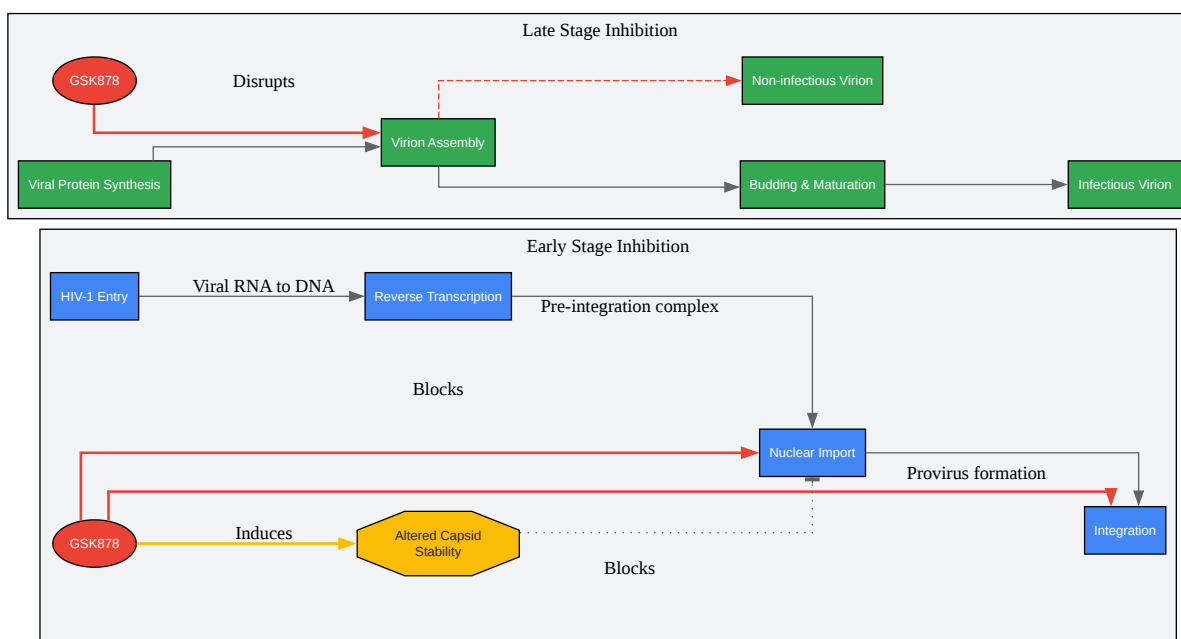 Late Stage Inhibition
GSK878
Disrupts
Non-infectious Virion
Virion Assembly
Viral Protein Synthesis
Budding & Maturation
Infectious Virion
Early Stage Inhibition
HIV-1 Entry
Viral RNA to DNA
Reverse Transcription
Pre-integration complex
Blocks
Nuclear Import
Provirus formation
GSK878
Induces
Altered Capsid
Stability
Blocks
Integration